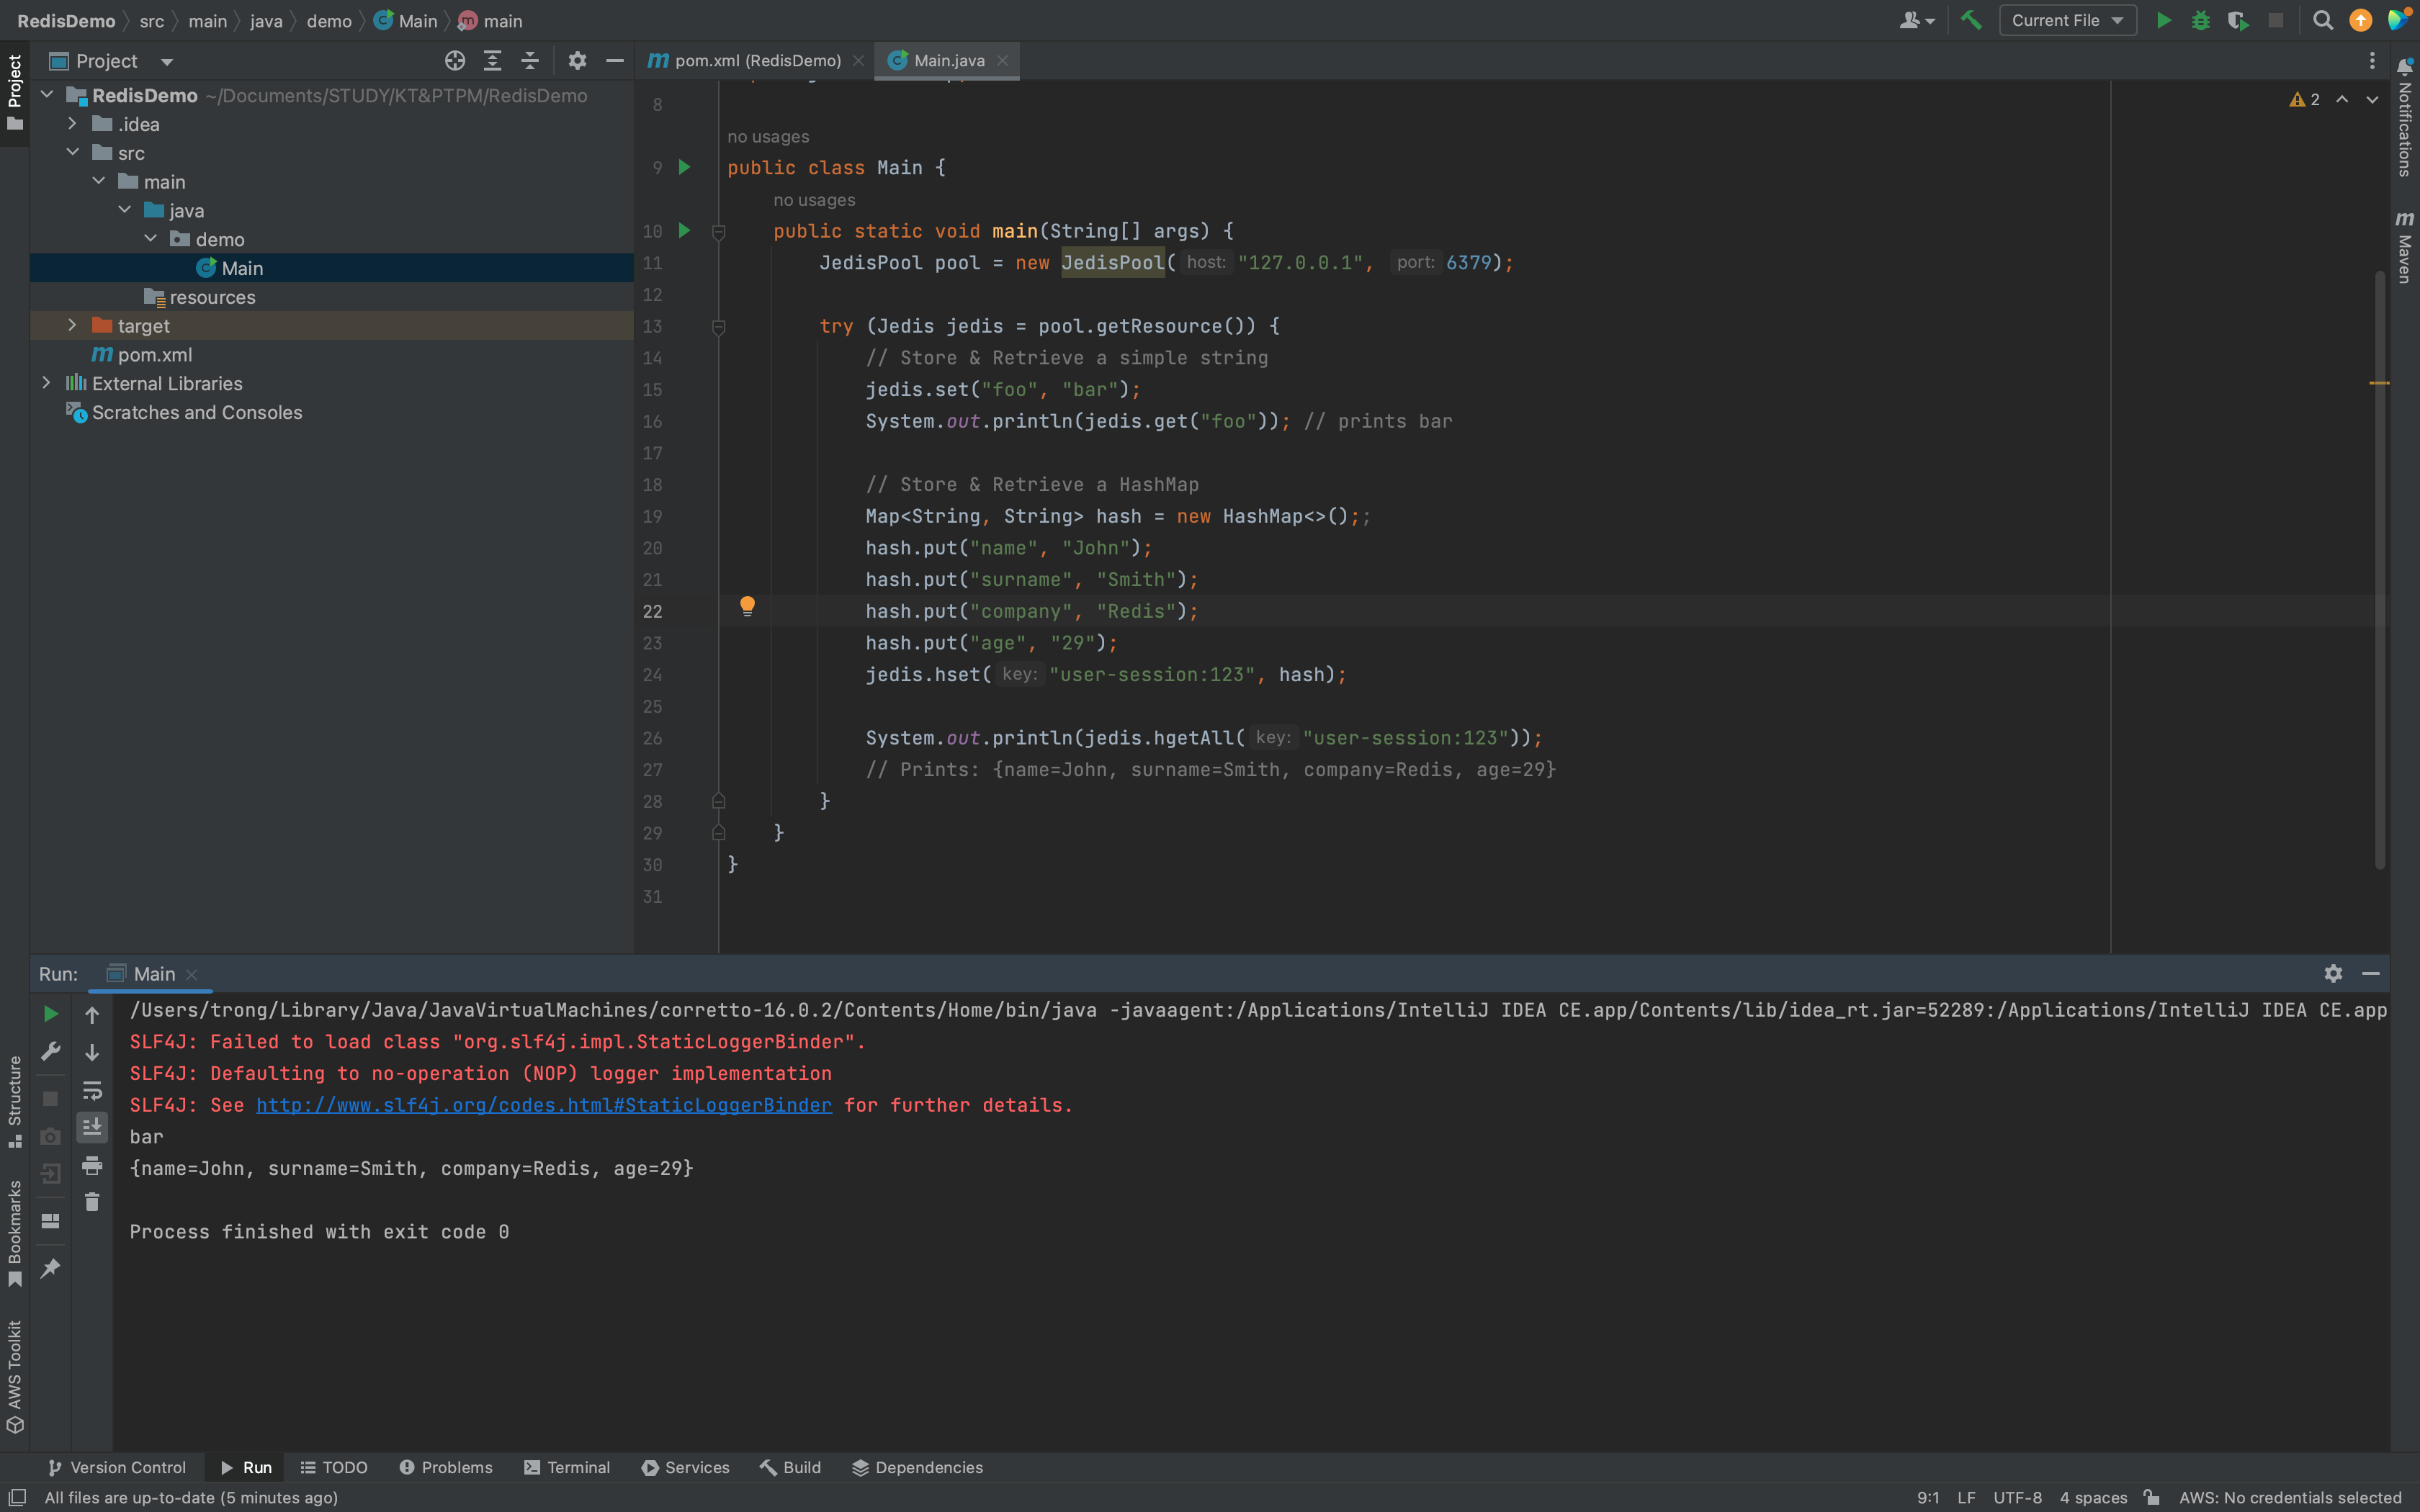 RedisDemo src main java demo Main main
Current File
Project
pom.xml (RedisDemo)
Main.java
Project
RedisDemo ~/Documents/STUDY/KT&PTPM/RedisDemo
.idea
src
main
java
demo
Main
resources
target
pom.xml
External Libraries
Scratches and Consoles
2
8
no usages
9 public class Main {
no usages
10 public static void main(String[] args) {
11 JedisPool pool = new JedisPool( host: "127.0.0.1", port: 6379);
12
13 try (Jedis jedis = pool.getResource()) {
14 // Store & Retrieve a simple string
15 jedis.set("foo", "bar");
16 System.out.println(jedis.get("foo")); // prints bar
17
18 // Store & Retrieve a HashMap
19 Map<String, String> hash = new HashMap<>();;
20 hash.put("name", "John");
21 hash.put("surname", "Smith");
22 hash.put("company", "Redis");
23 hash.put("age", "29");
24 jedis.hset( key: "user-session:123", hash);
25
26 System.out.println(jedis.hgetAll( key: "user-session:123"));
27 // Prints: {name=John, surname=Smith, company=Redis, age=29}
28 }
29 }
30 }
31
Notifications
Maven
Run: Main
/Users/trong/Library/Java/JavaVirtualMachines/corretto-16.0.2/Contents/Home/bin/java -javaagent:/Applications/IntelliJ IDEA CE.app/Contents/lib/idea_rt.jar=52289:/Applications/IntelliJ IDEA CE.app
SLF4J: Failed to load class "org.slf4j.impl.StaticLoggerBinder".
SLF4J: Defaulting to no-operation (NOP) logger implementation
SLF4J: See http://www.slf4j.org/codes.html#StaticLoggerBinder for further details.
bar
{name=John, surname=Smith, company=Redis, age=29}
Process finished with exit code 0
Structure
Bookmarks
AWS Toolkit
Version Control Run TODO Problems Terminal Services Build Dependencies
All files are up-to-date (5 minutes ago)
9:1 LF UTF-8 4 spaces AWS: No credentials selected